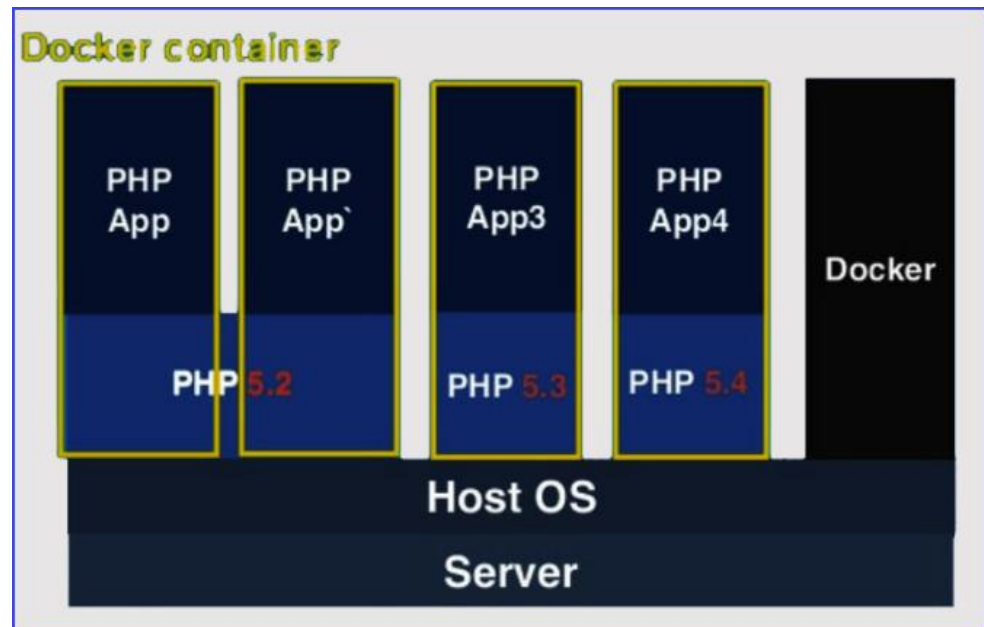 Docker container
PHP
App
PHP
App`
PHP
App3
PHP
App4
Docker
PHP 5.2
PHP 5.3
PHP 5.4
Host OS
Server